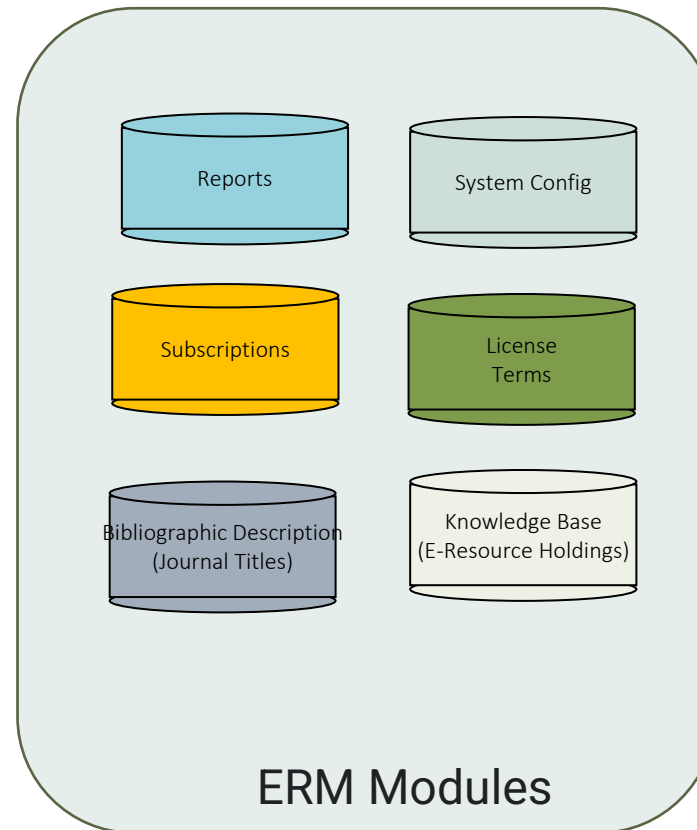 Reports
System Config
Subscriptions
License
Terms
Bibliographic Description
(Journal Titles)
Knowledge Base
(E-Resource Holdings)
ERM Modules